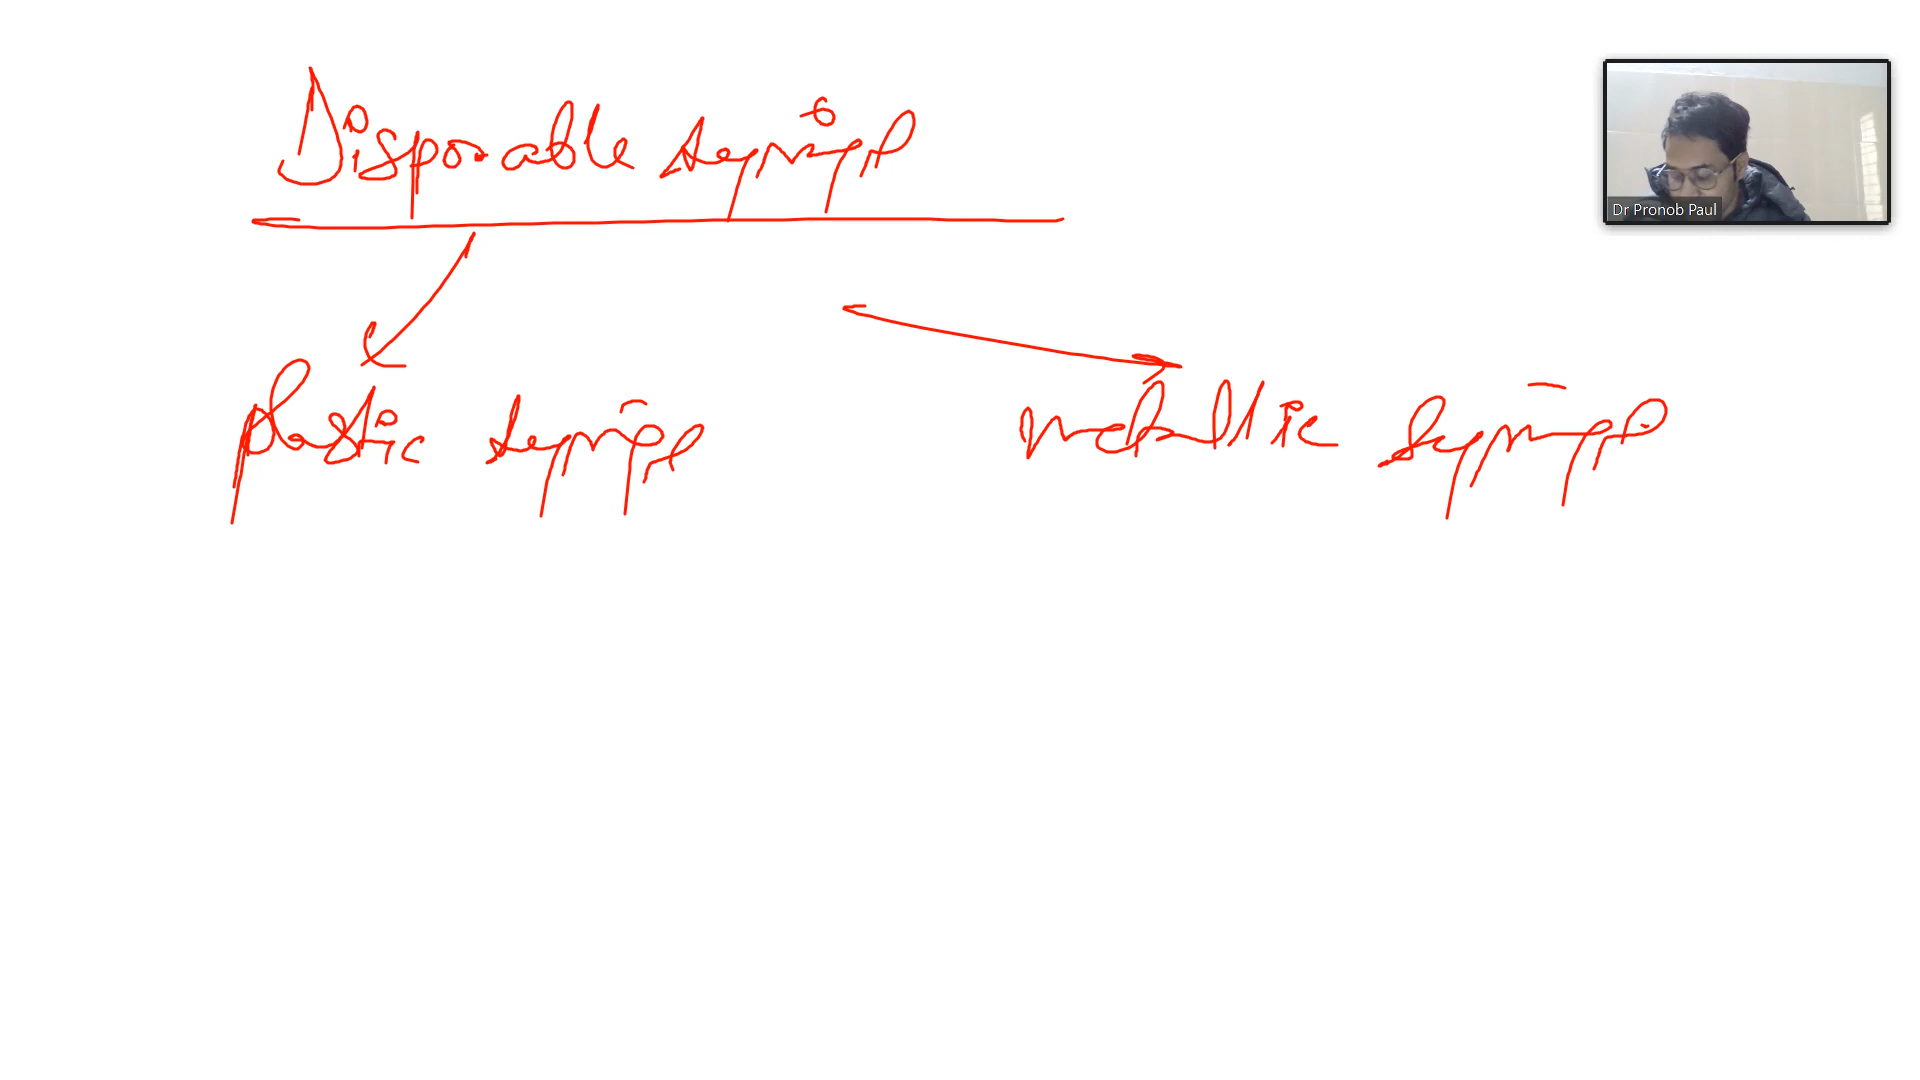 Disposable syringe
Dr Pronob Paul
plastic syringe
metallic syringe